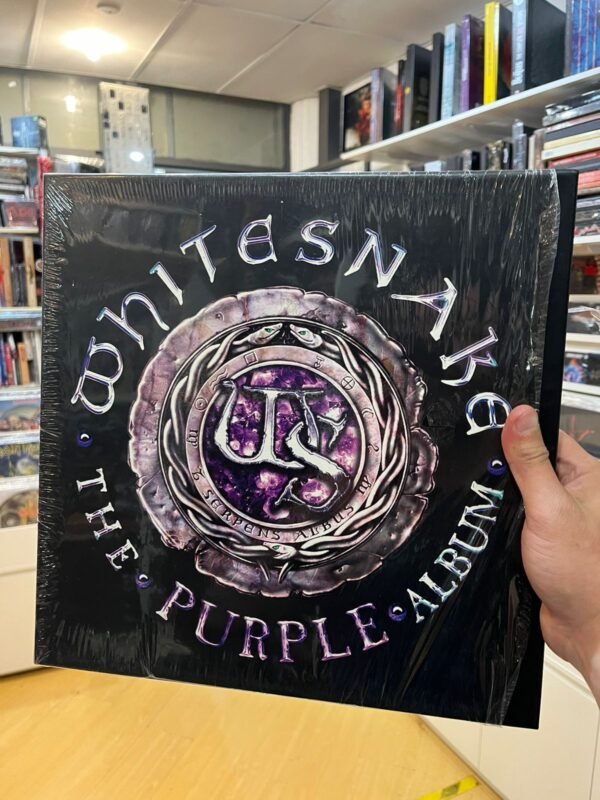 WHITESNAKE
THE • PURPLE • ALBUM
WS
SERPENS ALBUS